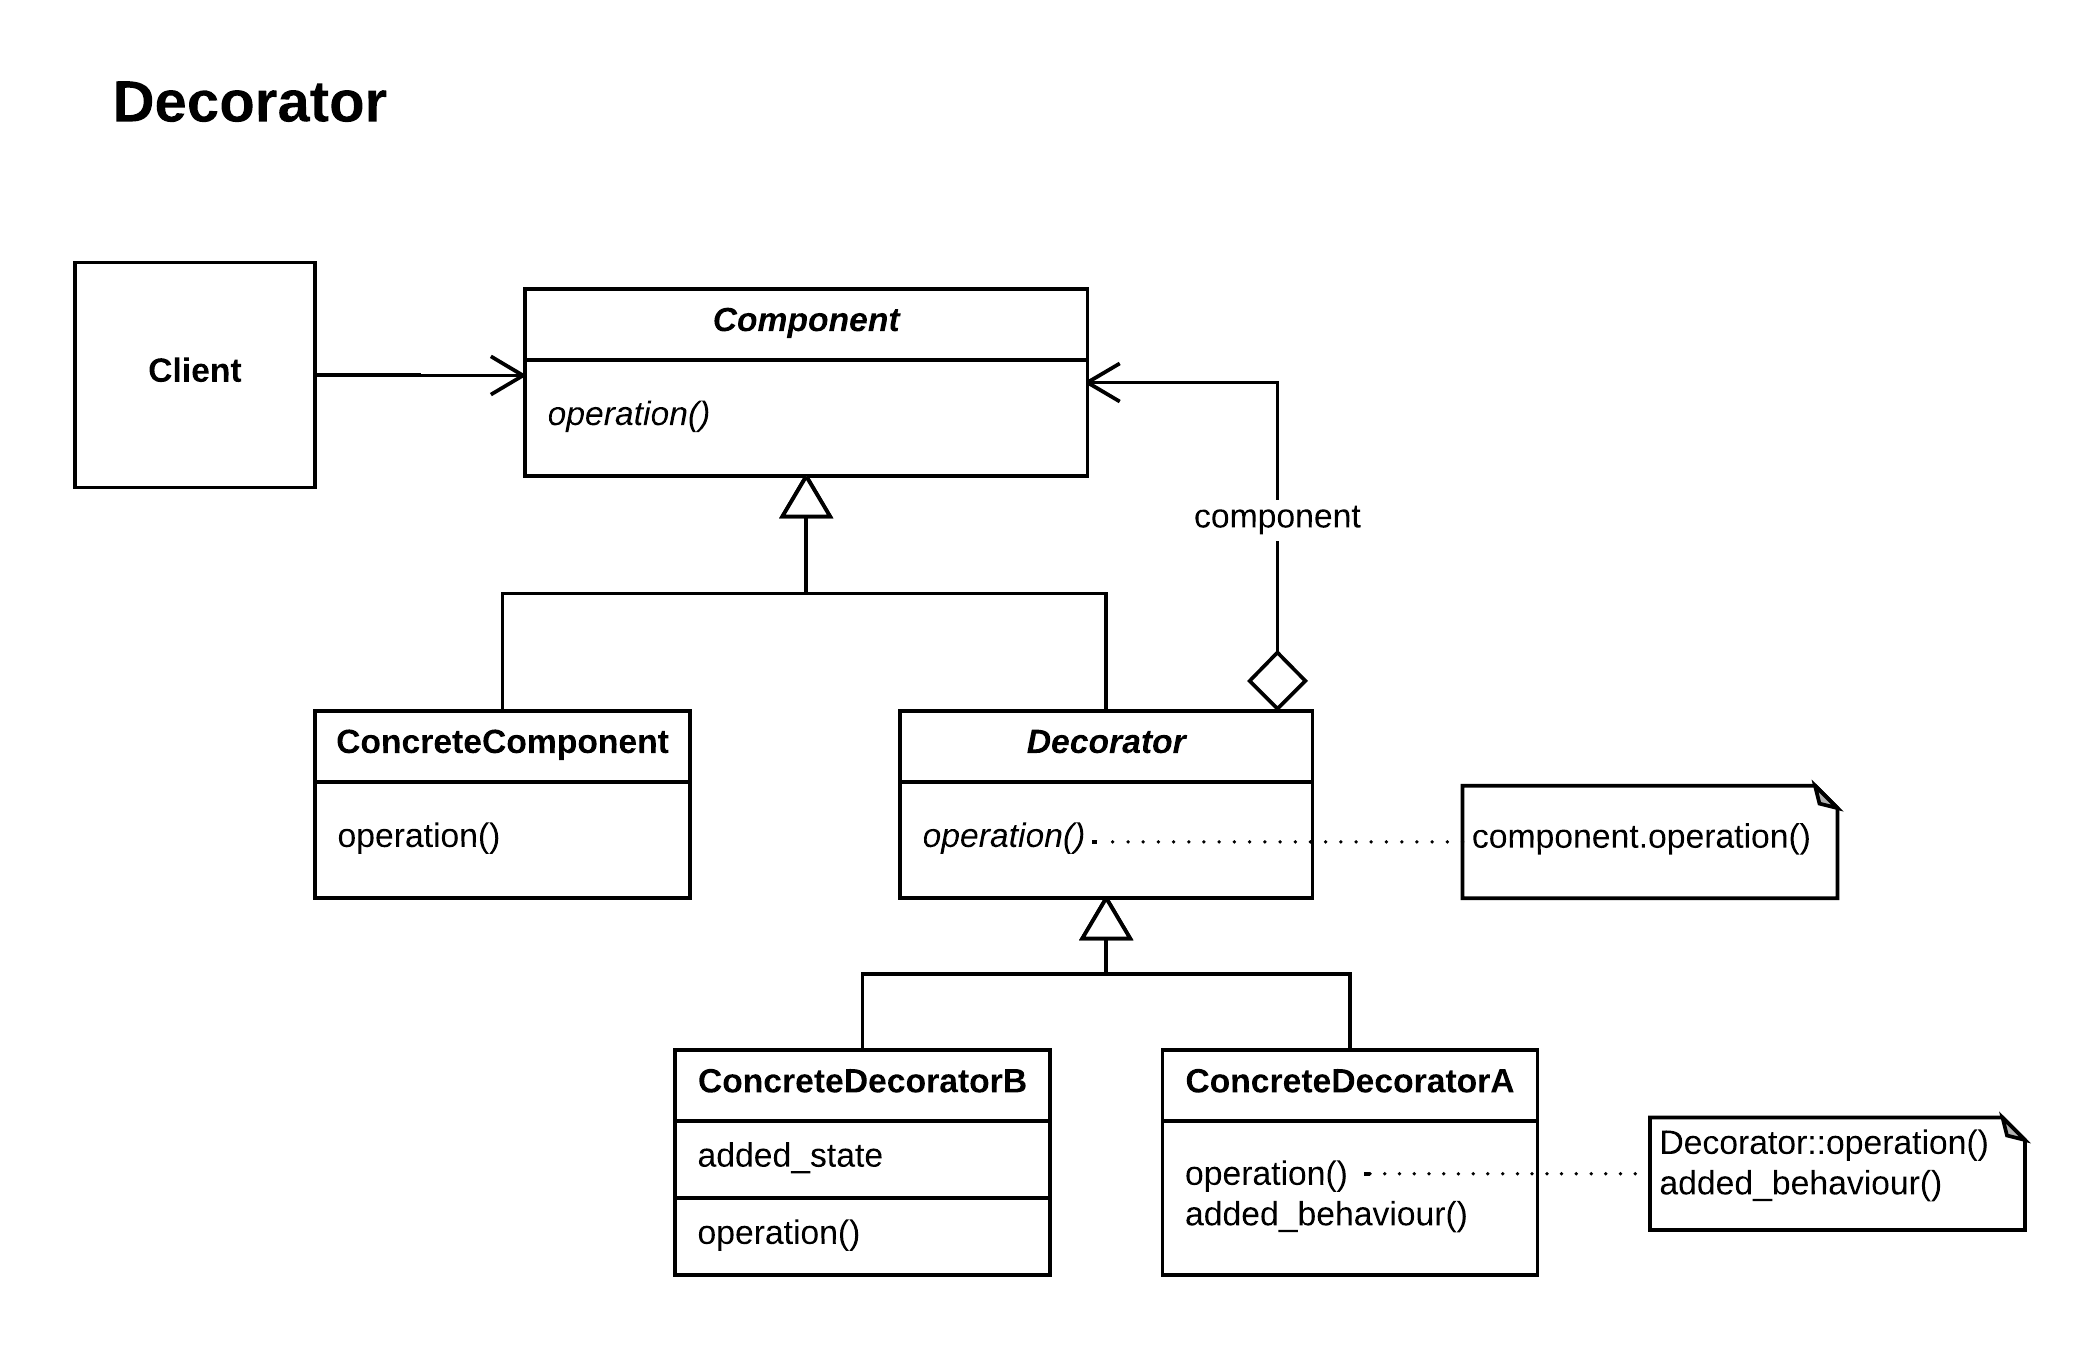 Decorator
Client
Component
operation()
component
ConcreteComponent
operation()
Decorator
operation()
component.operation()
ConcreteDecoratorB
added_state
operation()
ConcreteDecoratorA
operation()
added_behaviour()
Decorator::operation()
added_behaviour()